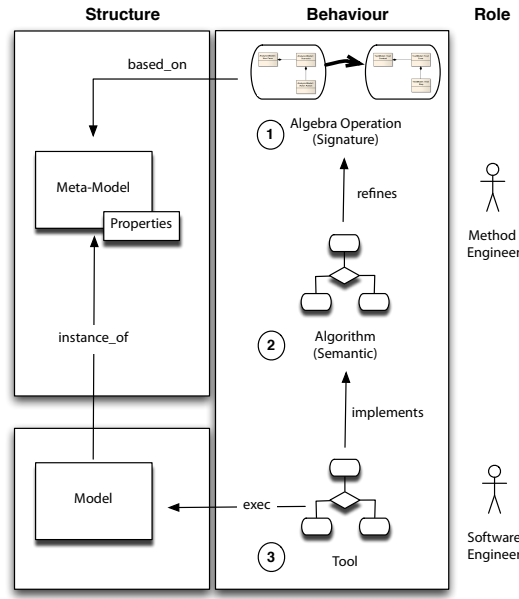 Structure
Behaviour
Role
based_on
1
Algebra Operation
(Signature)
Meta-Model
Properties
refines
Method
Engineer
instance_of
2
Algorithm
(Semantic)
implements
Model
exec
Software
Engineer
3
Tool